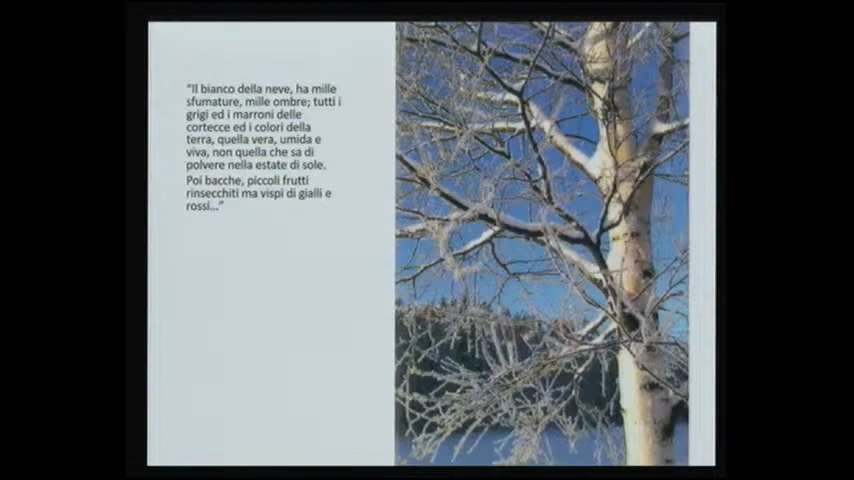 “Il bianco della neve, ha mille
sfumature, mille ombre; tutti i
grigi ed i marroni delle
cortecce ed i colori della
terra, quella vera, umida e
viva, non quella che sa di
polvere nella estate di sole.
Poi bacche, piccoli frutti
rinsecchiti ma vispi di gialli e
rossi…”